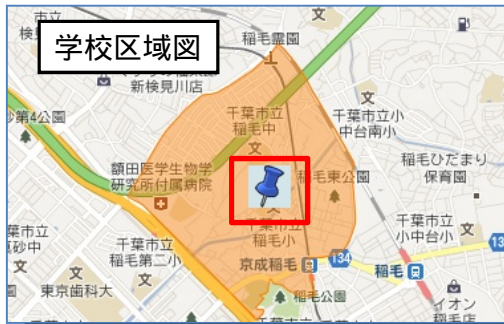 学校区域図
稲毛霊園
新検見川店
千葉市立
稲毛中
千葉市立小
中台南小
第4公園
額田医学生物学
研究所付属病院
稲毛東公園
稲毛ひだまり
保育園
千葉市立
稲毛小
千葉市立
稲毛第二小
千葉市立
小中台小
京成稲毛
134
稲毛
東京歯科大
稲毛公園
イオン
稲毛店